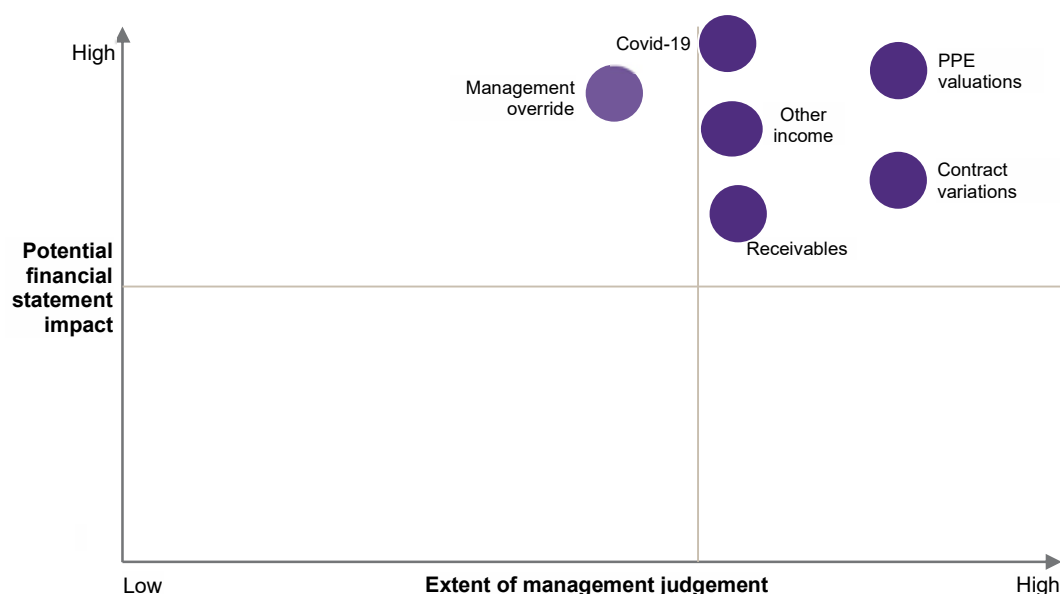 High
Covid-19
PPE
valuations
Management
override
Other
income
Contract
variations
Receivables
Potential
financial
statement
impact
Low
Extent of management judgement
High